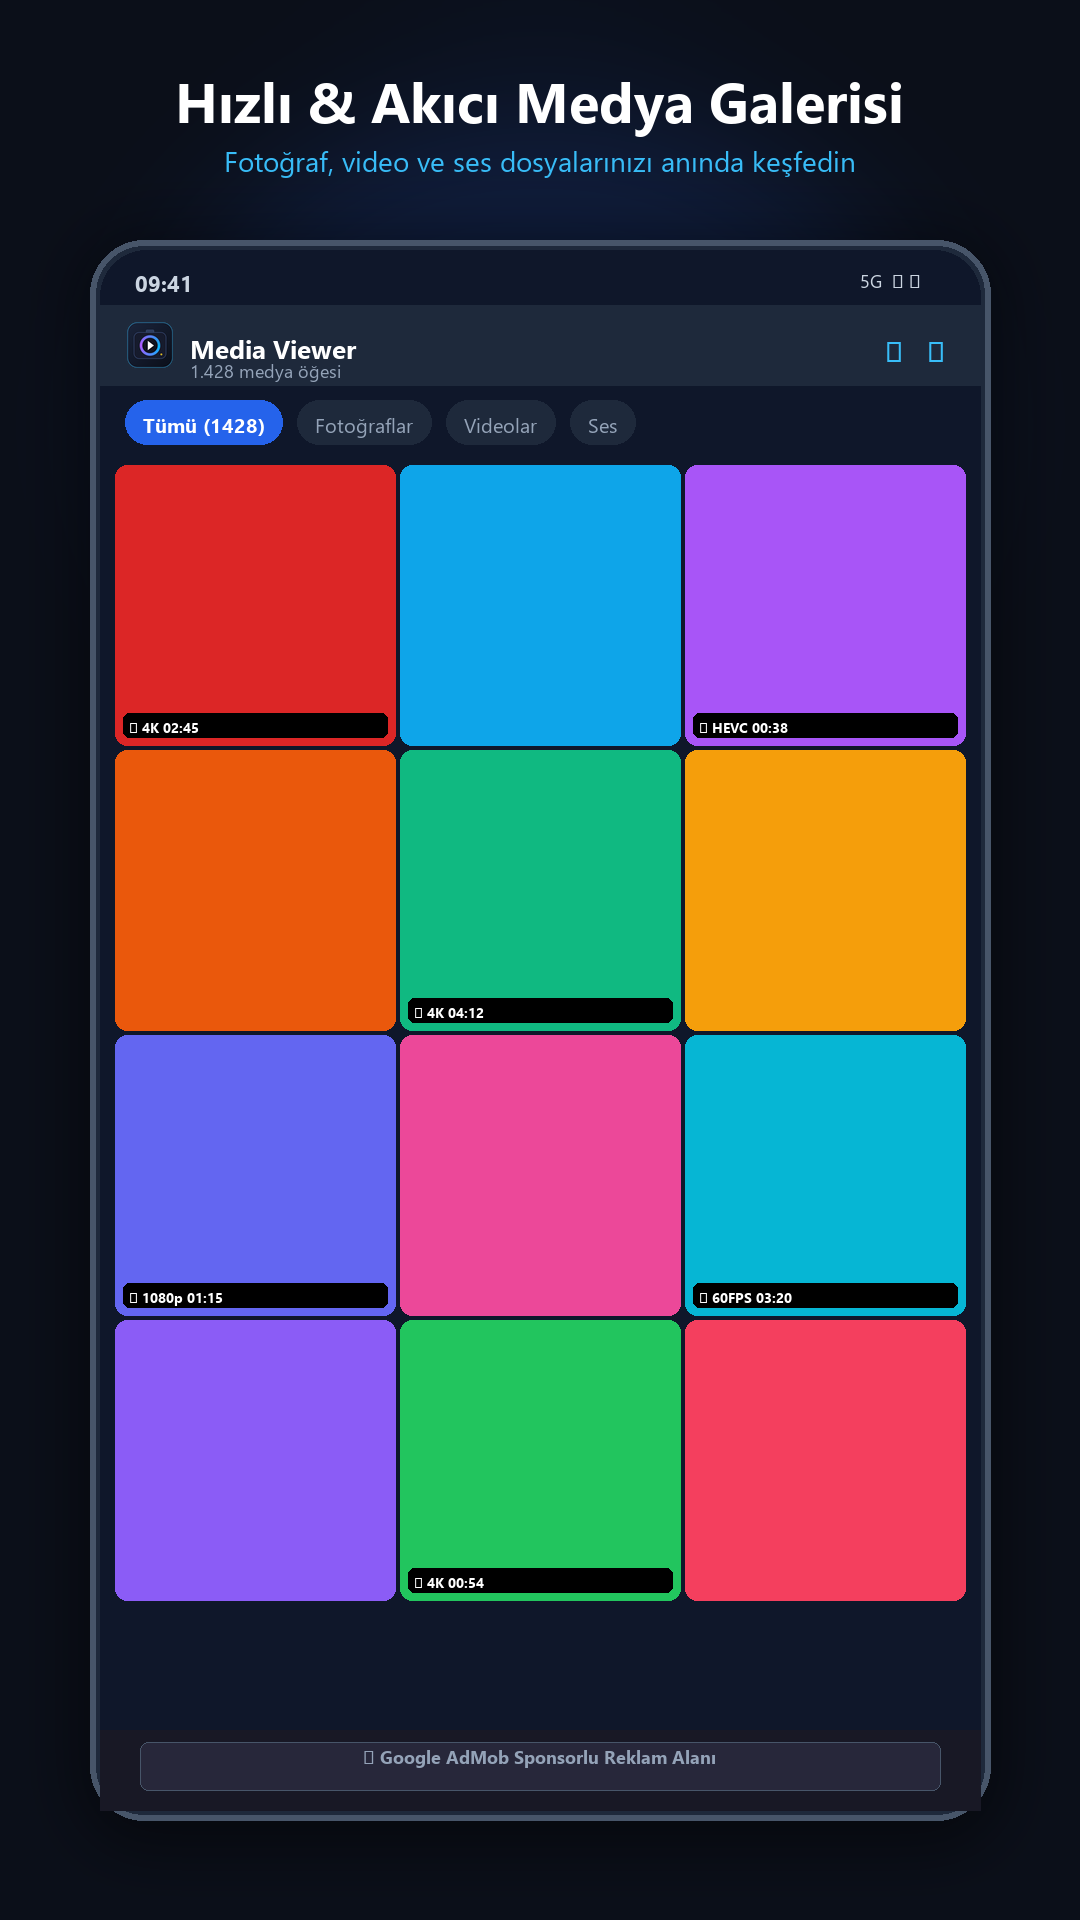 Hızlı & Akıcı Medya Galerisi
Fotoğraf, video ve ses dosyalarınızı anında keşfedin
09:41
5G
Media Viewer
1.428 medya öğesi
Tümü (1428)
Fotoğraflar
Videolar
Ses
4K 02:45
HEVC 00:38
4K 04:12
1080p 01:15
60FPS 03:20
4K 00:54
Google AdMob Sponsorlu Reklam Alanı